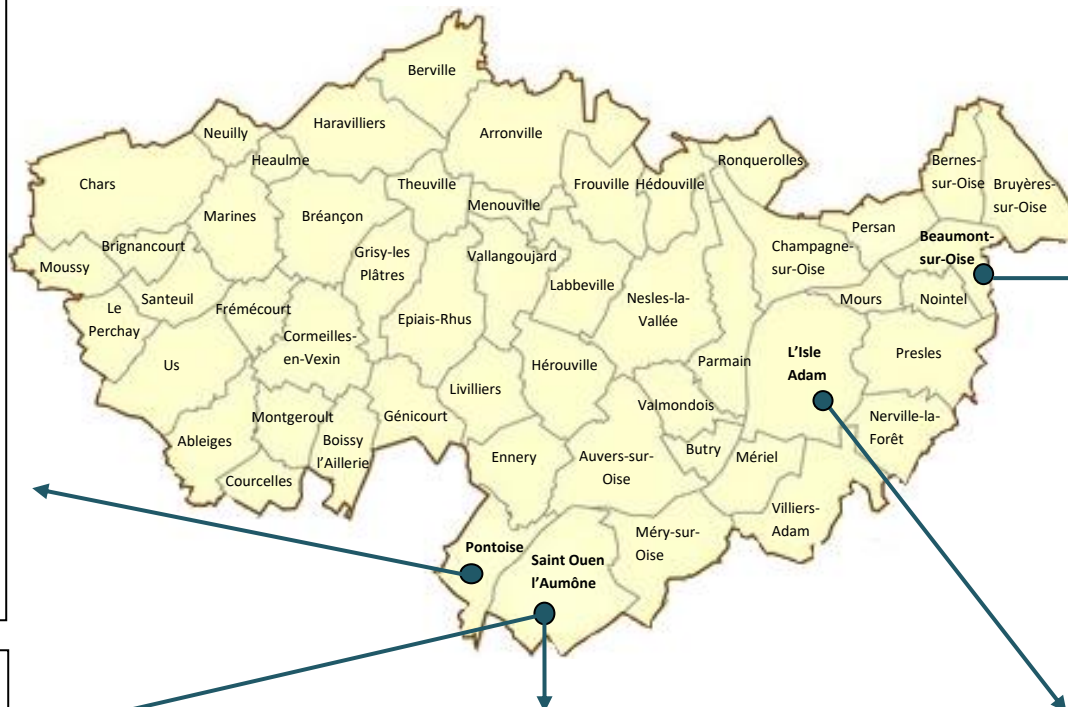 Berville
Neuilly
Haravilliers
Arronville
Heaulme
Ronquerolles
Bernes-
sur-Oise
Chars
Theuville
Frouville
Hédouville
Bruyères-
sur-Oise
Menouville
Marines
Bréançon
Persan
Beaumont-
sur-Oise
Brignancourt
Grisy-les
Plâtres
Vallangoujard
Champagne-
sur-Oise
Moussy
Labbeville
Santeuil
Le
Perchay
Frémécourt
Nesles-la-
Vallée
Mours
Nointel
Epiais-Rhus
Cormeilles-
en-Vexin
Us
Hérouville
Parmain
L'Isle
Adam
Presles
Livilliers
Valmondois
Montgeroult
Génicourt
Nerville-la-
Forêt
Ableiges
Boissy
l'Aillerie
Ennery
Auvers-sur-
Oise
Butry
Mériel
Courcelles
Villiers-
Adam
Méry-sur-
Oise
Pontoise
Saint Ouen
l'Aumône